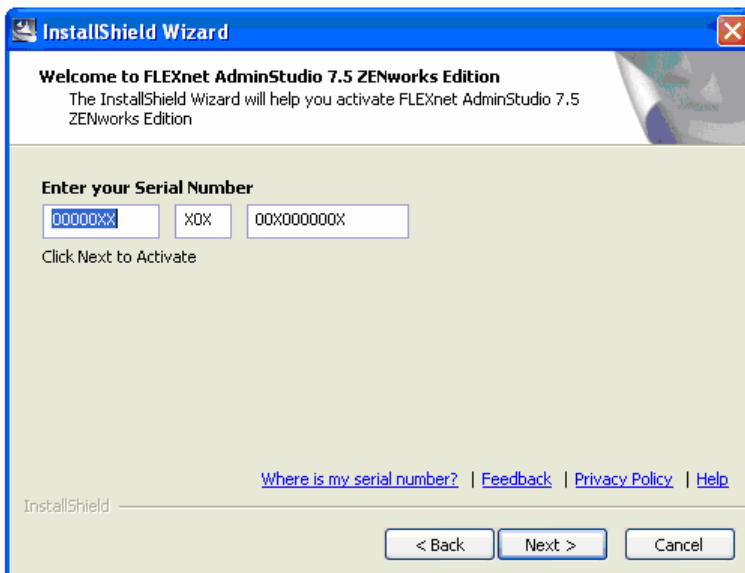 InstallShield Wizard
Welcome to FLEXnet AdminStudio 7.5 ZENworks Edition
The InstallShield Wizard will help you activate FLEXnet AdminStudio 7.5
ZENworks Edition
Enter your Serial Number
00000XX X0X 00X000000X
Click Next to Activate
Where is my serial number? | Feedback | Privacy Policy | Help
InstallShield
< Back Next > Cancel